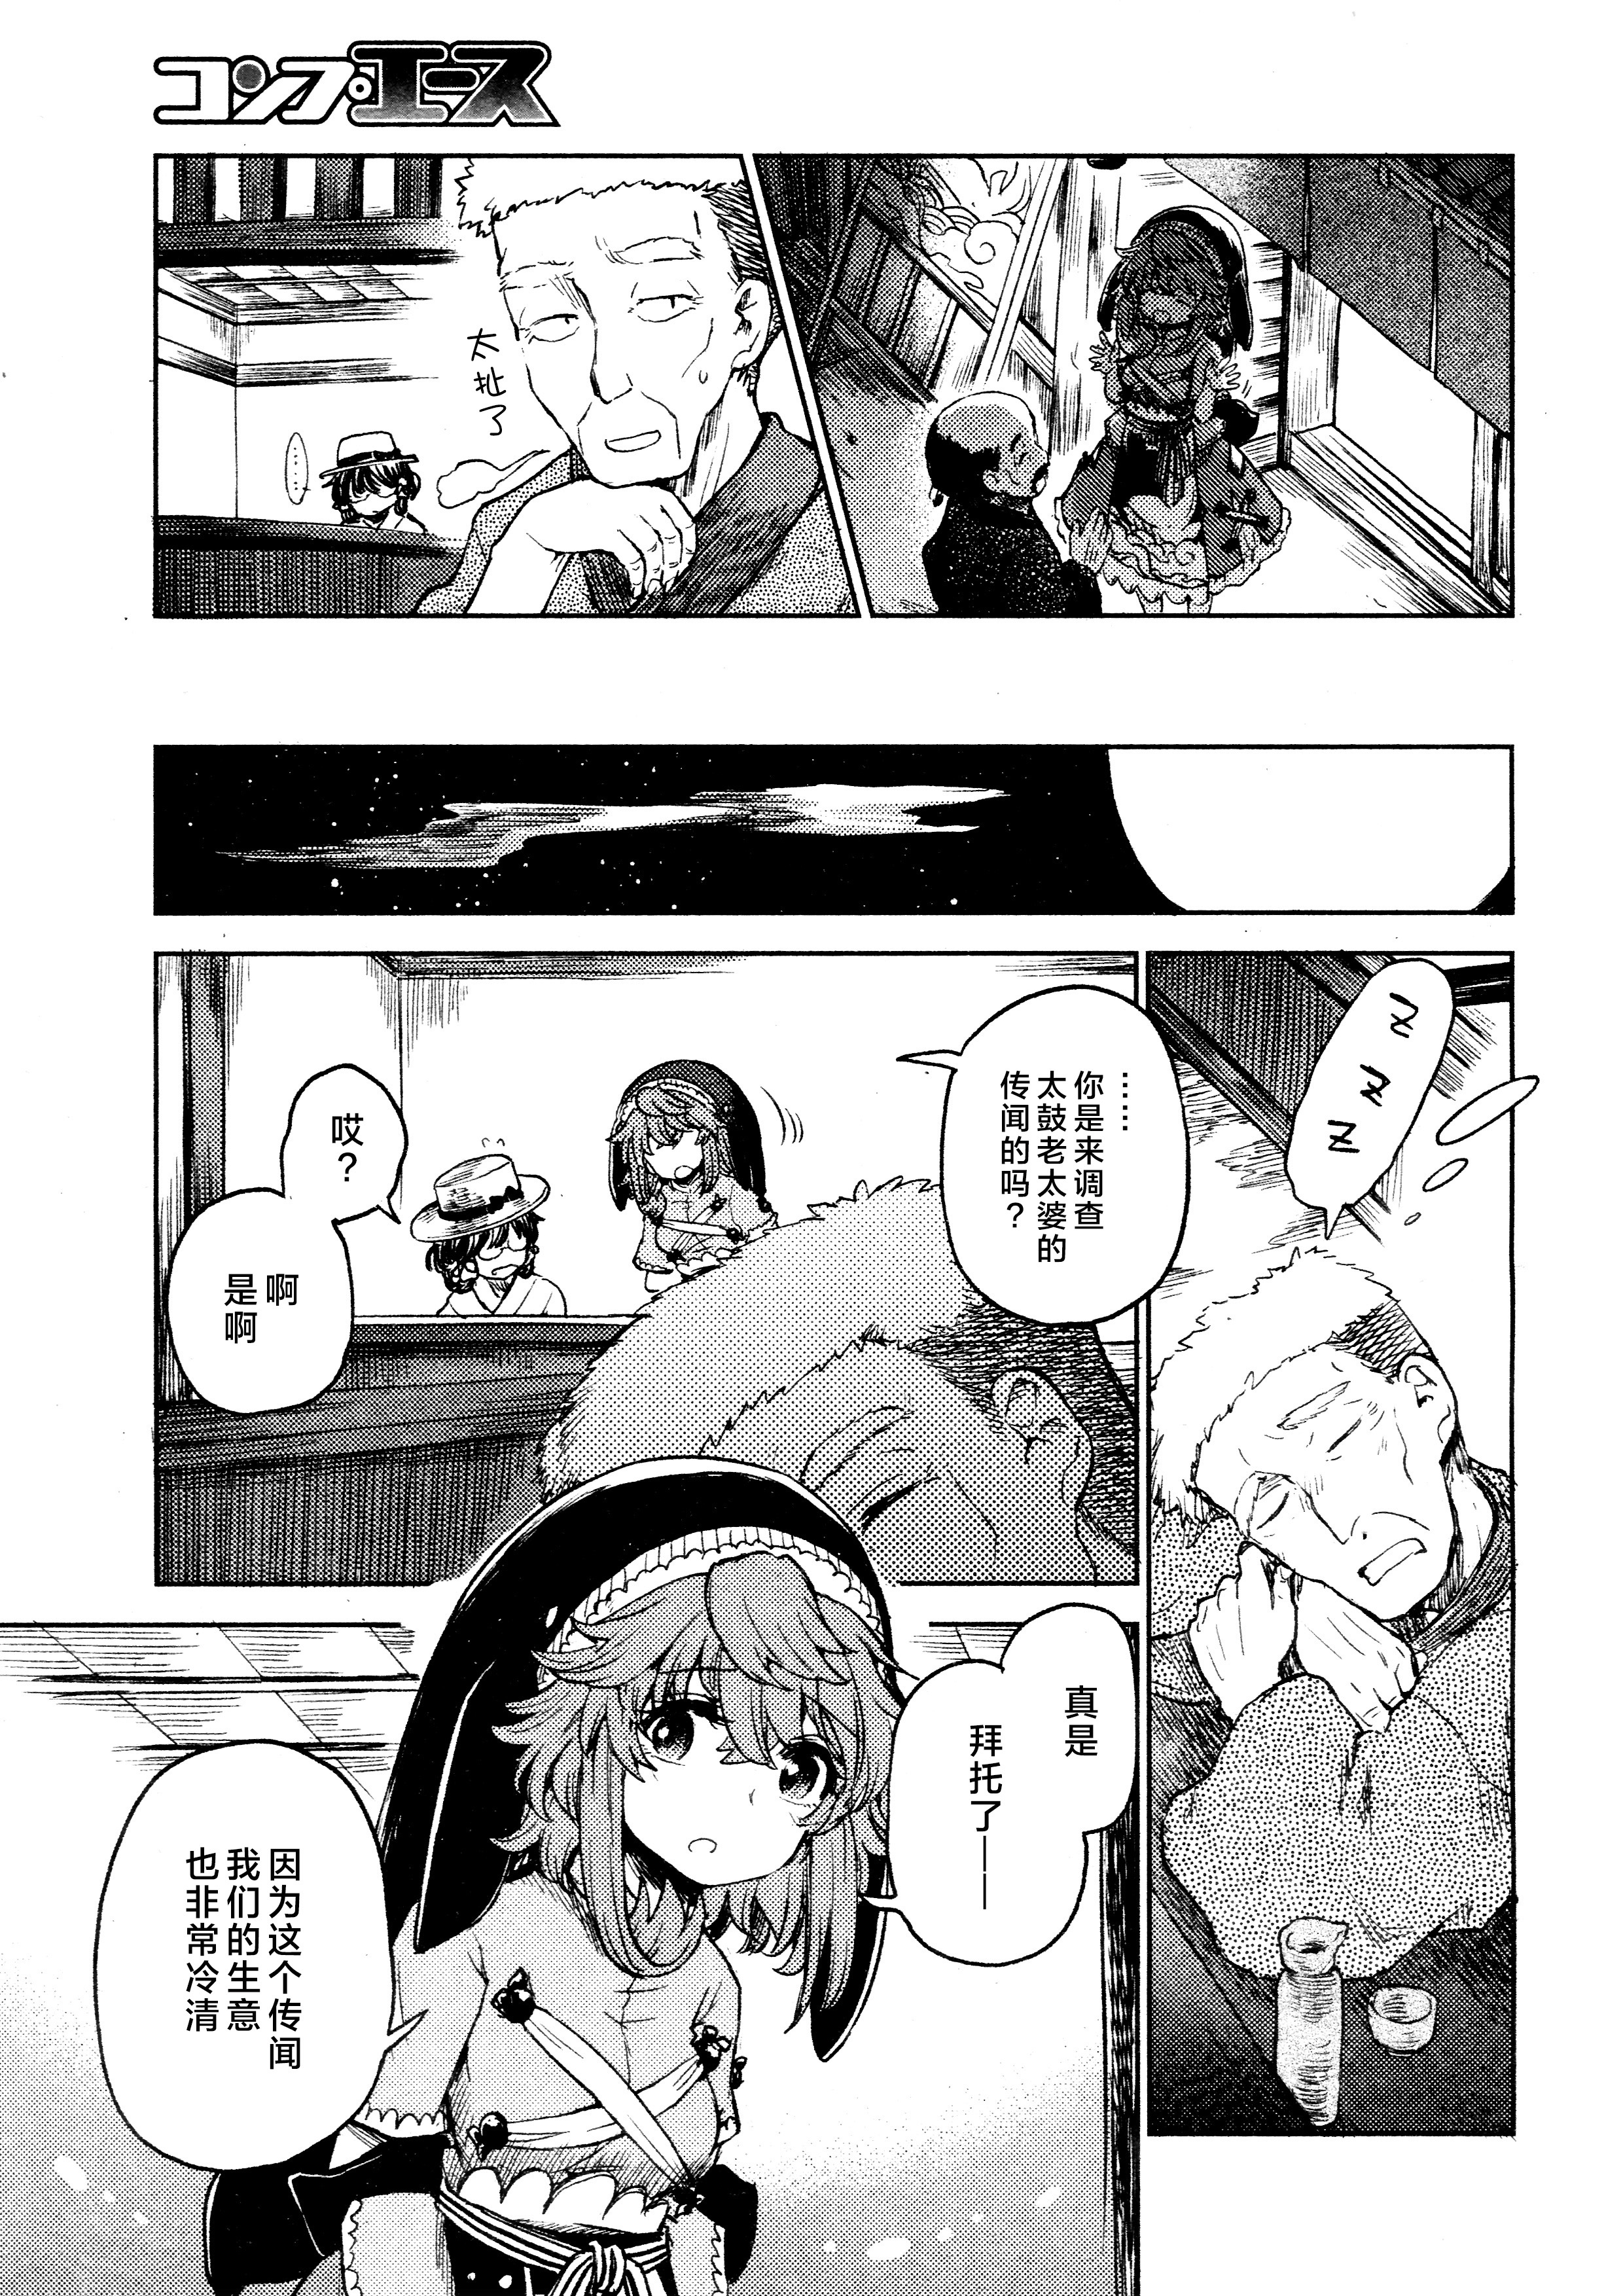 コンプ・エース
太
扯
了
……
Z
Z
Z
……
你是来调查
太鼓老太婆的
传闻的吗？
哎？
啊
是啊
真是
拜托了——
因为这个传闻
我们的生意
也非常冷清